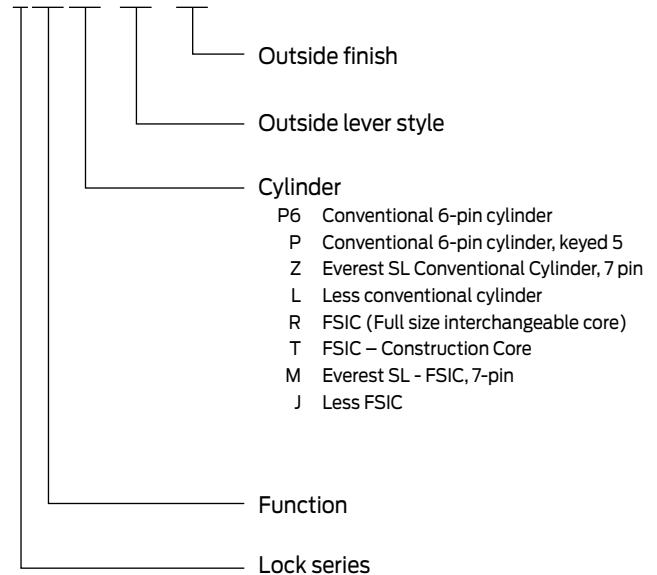 Outside finish
Outside lever style
Cylinder
P6 Conventional 6-pin cylinder
P Conventional 6-pin cylinder, keyed 5
Z Everest SL Conventional Cylinder, 7 pin
L Less conventional cylinder
R FSIC (Full size interchangeable core)
T FSIC – Construction Core
M Everest SL - FSIC, 7-pin
J Less FSIC
Function
Lock series